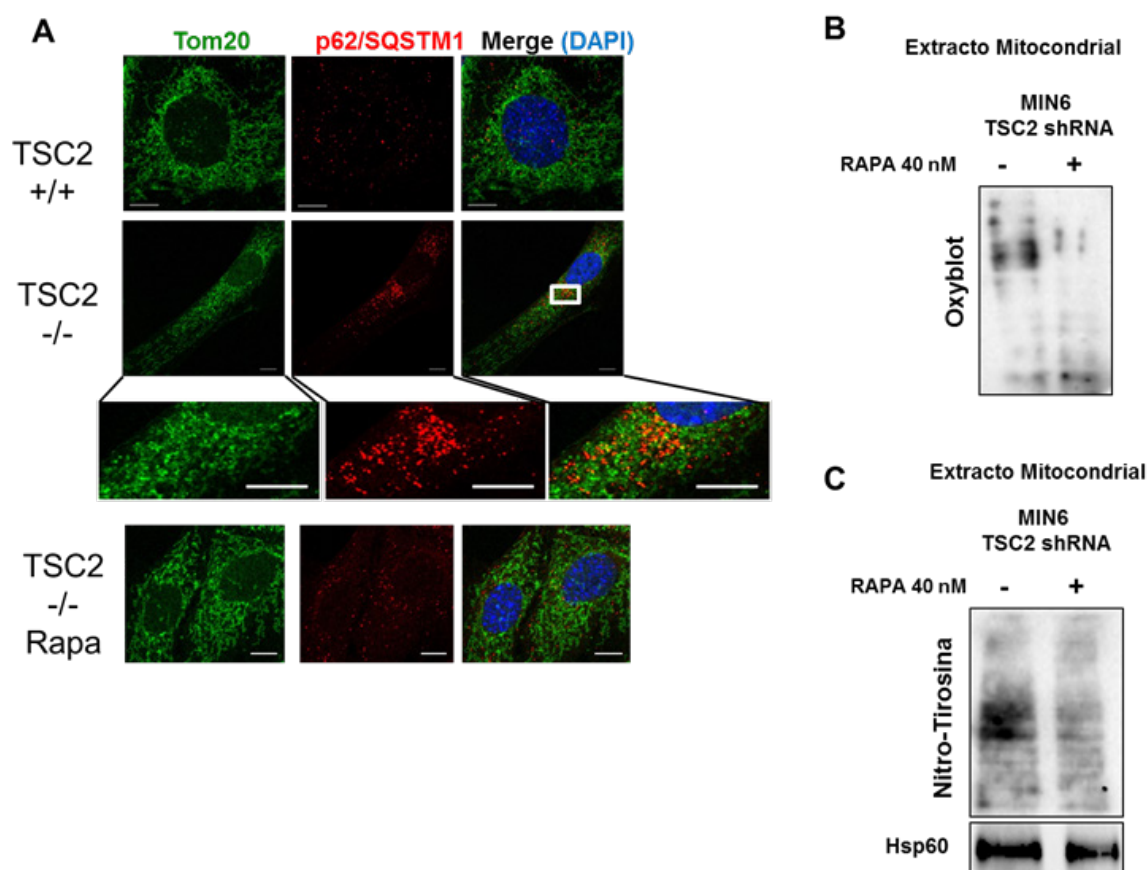 A
Tom20 p62/SQSTM1 Merge (DAPI)
TSC2
+/+
TSC2
-/-
TSC2
-/-
Rapa
B
Extracto Mitocondrial
MIN6
TSC2 shRNA
RAPA 40 nM - +
Oxyblot
C
Extracto Mitocondrial
MIN6
TSC2 shRNA
RAPA 40 nM - +
Nitro-Tirosina
Hsp60